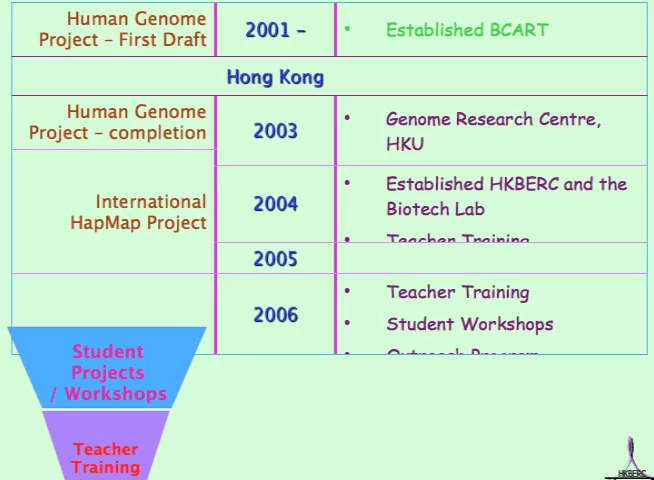 Human Genome
Project – First Draft
2001 –
• Established BCART
Hong Kong
Human Genome
Project – completion
2003
• Genome Research Centre,
HKU
International
HapMap Project
2004
• Established HKBERC and the
Biotech Lab
• Teacher Training
2005
2006
• Teacher Training
• Student Workshops
• Outreach Program
Student
Projects
/ Workshops
Teacher
Training
HKBERC